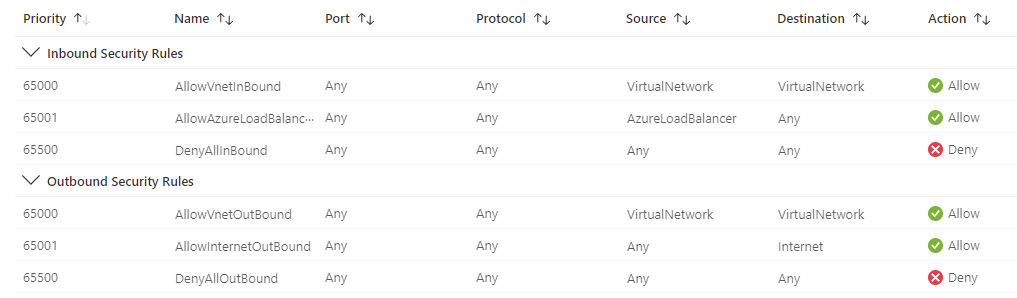 Priority Name Port Protocol Source Destination Action
Inbound Security Rules
65000 AllowVnetInBound Any Any VirtualNetwork VirtualNetwork Allow
65001 AllowAzureLoadBalanc··· Any Any AzureLoadBalancer Any Allow
65500 DenyAllInBound Any Any Any Any Deny
Outbound Security Rules
65000 AllowVnetOutBound Any Any VirtualNetwork VirtualNetwork Allow
65001 AllowInternetOutBound Any Any Any Internet Allow
65500 DenyAllOutBound Any Any Any Any Deny